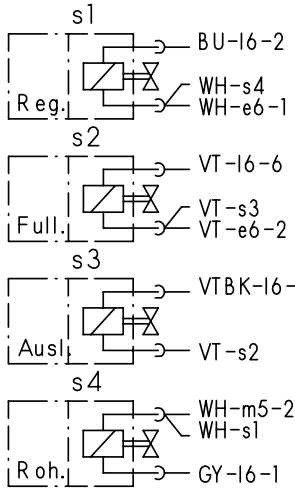 s1
BU-16-2
WH-s4
Reg.
WH-e6-1
s2
VT-16-6
VT-s3
Full.
VT-e6-2
s3
VTBK-16-
Ausl.
VT-s2
s4
WH-m5-2
WH-s1
Roh.
GY-16-1